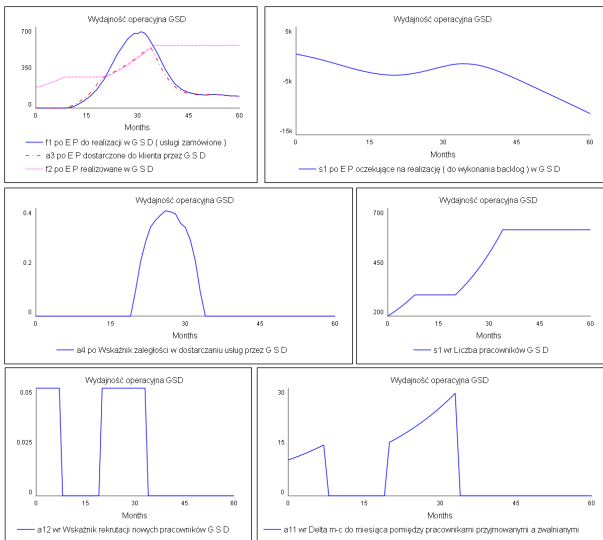 Wydajność operacyjna GSD
700
350
0
0 15 30 45 60
Months
f1 po E P do realizacji w G S D ( usługi zamówione )
a3 po E P dostarczone do klienta przez G S D
f2 po E P realizowane w G S D
Wydajność operacyjna GSD
5k
-5k
-15k
0 15 30 45 60
Months
s1 po E P oczekujące na realizację ( do wykonania backlog ) w G S D
Wydajność operacyjna GSD
0.4
0.2
0
0 15 30 45 60
Months
a4 po Wskaźnik zaległości w dostarczaniu usług przez G S D
Wydajność operacyjna GSD
700
450
200
0 15 30 45 60
Months
s1 wr Liczba pracowników G S D
Wydajność operacyjna GSD
0.05
0.025
0
0 15 30 45 60
Months
a12 wr Wskaźnik rekrutacji nowych pracowników G S D
Wydajność operacyjna GSD
30
15
0
0 15 30 45 60
Months
a11 wr Delta m-c do miesiąca pomiędzy pracownikami przyjmowanymi a zwalnianymi